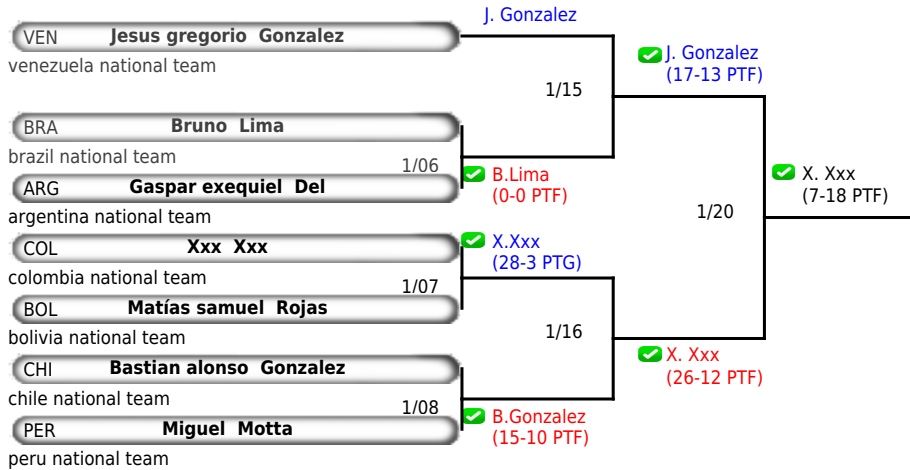 J. Gonzalez
VEN Jesus gregorio Gonzalez
venezuela national team
J. Gonzalez
(17-13 PTF)
1/15
BRA Bruno Lima
brazil national team
1/06
B.Lima
(0-0 PTF)
ARG Gaspar exequiel Del
argentina national team
X. Xxx
(7-18 PTF)
1/20
COL Xxx Xxx
colombia national team
X.Xxx
(28-3 PTG)
1/07
BOL Matías samuel Rojas
bolivia national team
1/16
X. Xxx
(26-12 PTF)
CHI Bastian alonso Gonzalez
chile national team
1/08
B.Gonzalez
(15-10 PTF)
PER Miguel Motta
peru national team